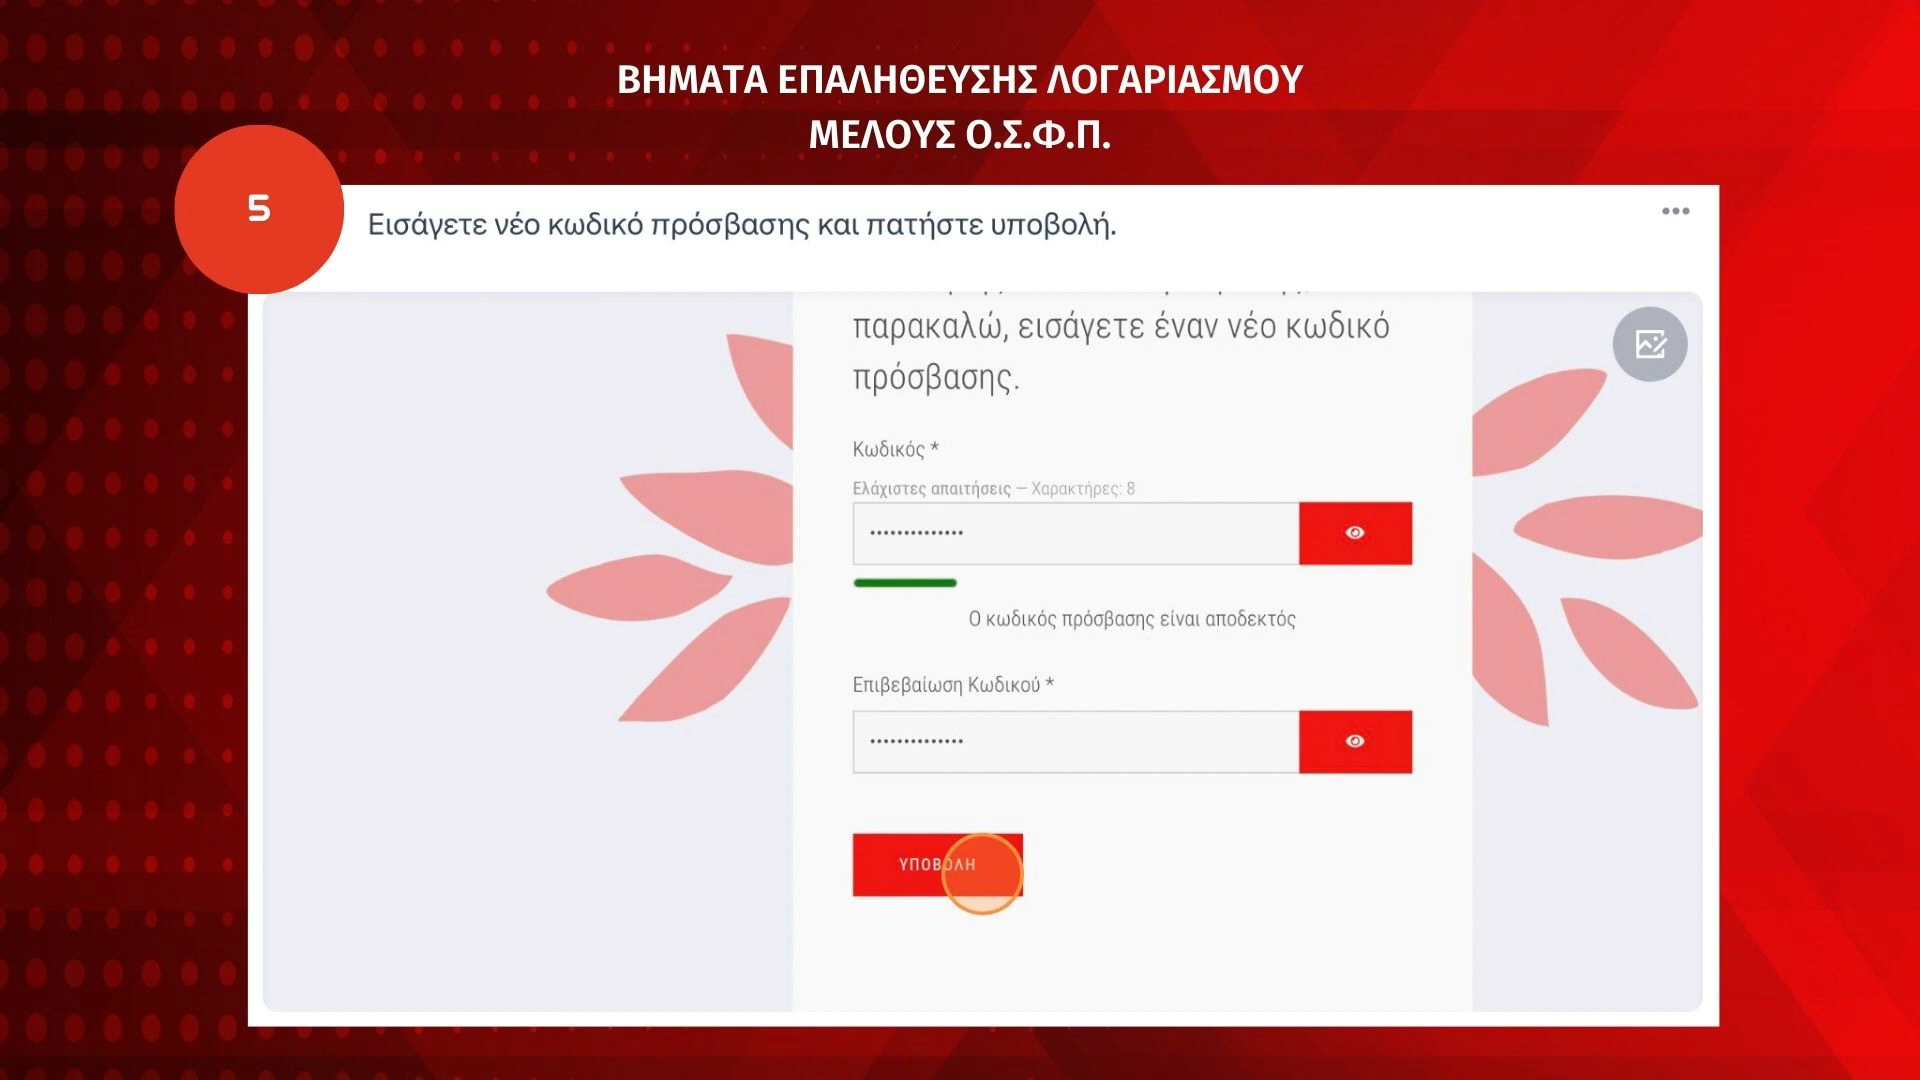 ΒΗΜΑΤΑ ΕΠΑΛΗΘΕΥΣΗΣ ΛΟΓΑΡΙΑΣΜΟΥ
ΜΕΛΟΥΣ Ο.Σ.Φ.Π.
5
Εισάγετε νέο κωδικό πρόσβασης και πατήστε υποβολή.
παρακαλώ, εισάγετε έναν νέο κωδικό
πρόσβασης.
Κωδικός *
Ελάχιστες απαιτήσεις — Χαρακτήρες: 8
Ο κωδικός πρόσβασης είναι αποδεκτός
Επιβεβαίωση Κωδικού *
ΥΠΟΒΟΛΗ